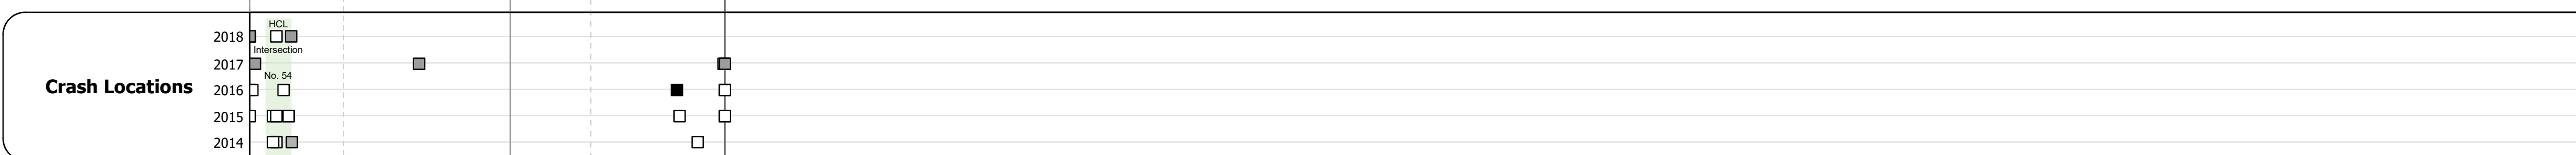 HCL
2018
Intersection
2017
No. 54
Crash Locations
2016
2015
2014